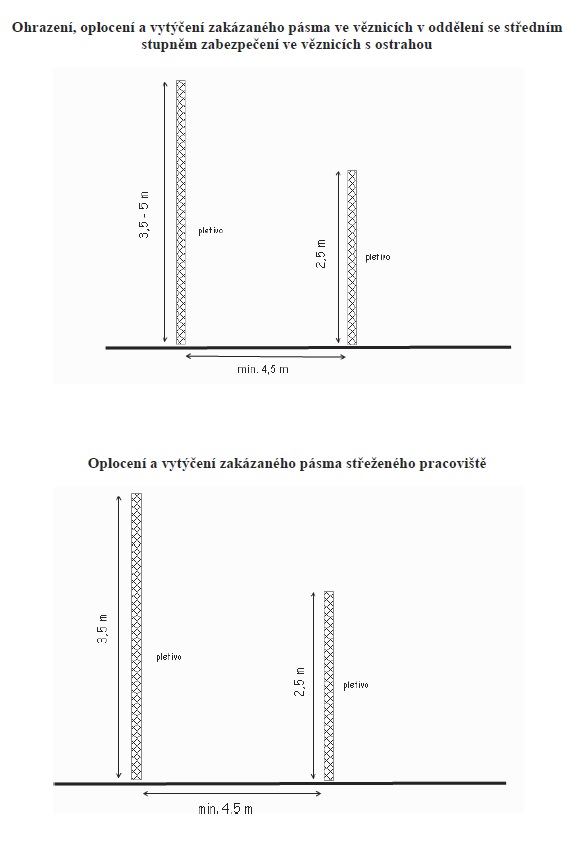 Ohrazení, oplocení a vytýčení zakázaného pásma ve věznicích v oddělení se středním
stupněm zabezpečení ve věznicích s ostrahou
3,5 - 5 m
pletivo
2,5 m
pletivo
min. 4,5 m
Oplocení a vytýčení zakázaného pásma střeženého pracoviště
3,5 m
pletivo
2,5 m
pletivo
min. 4,5 m